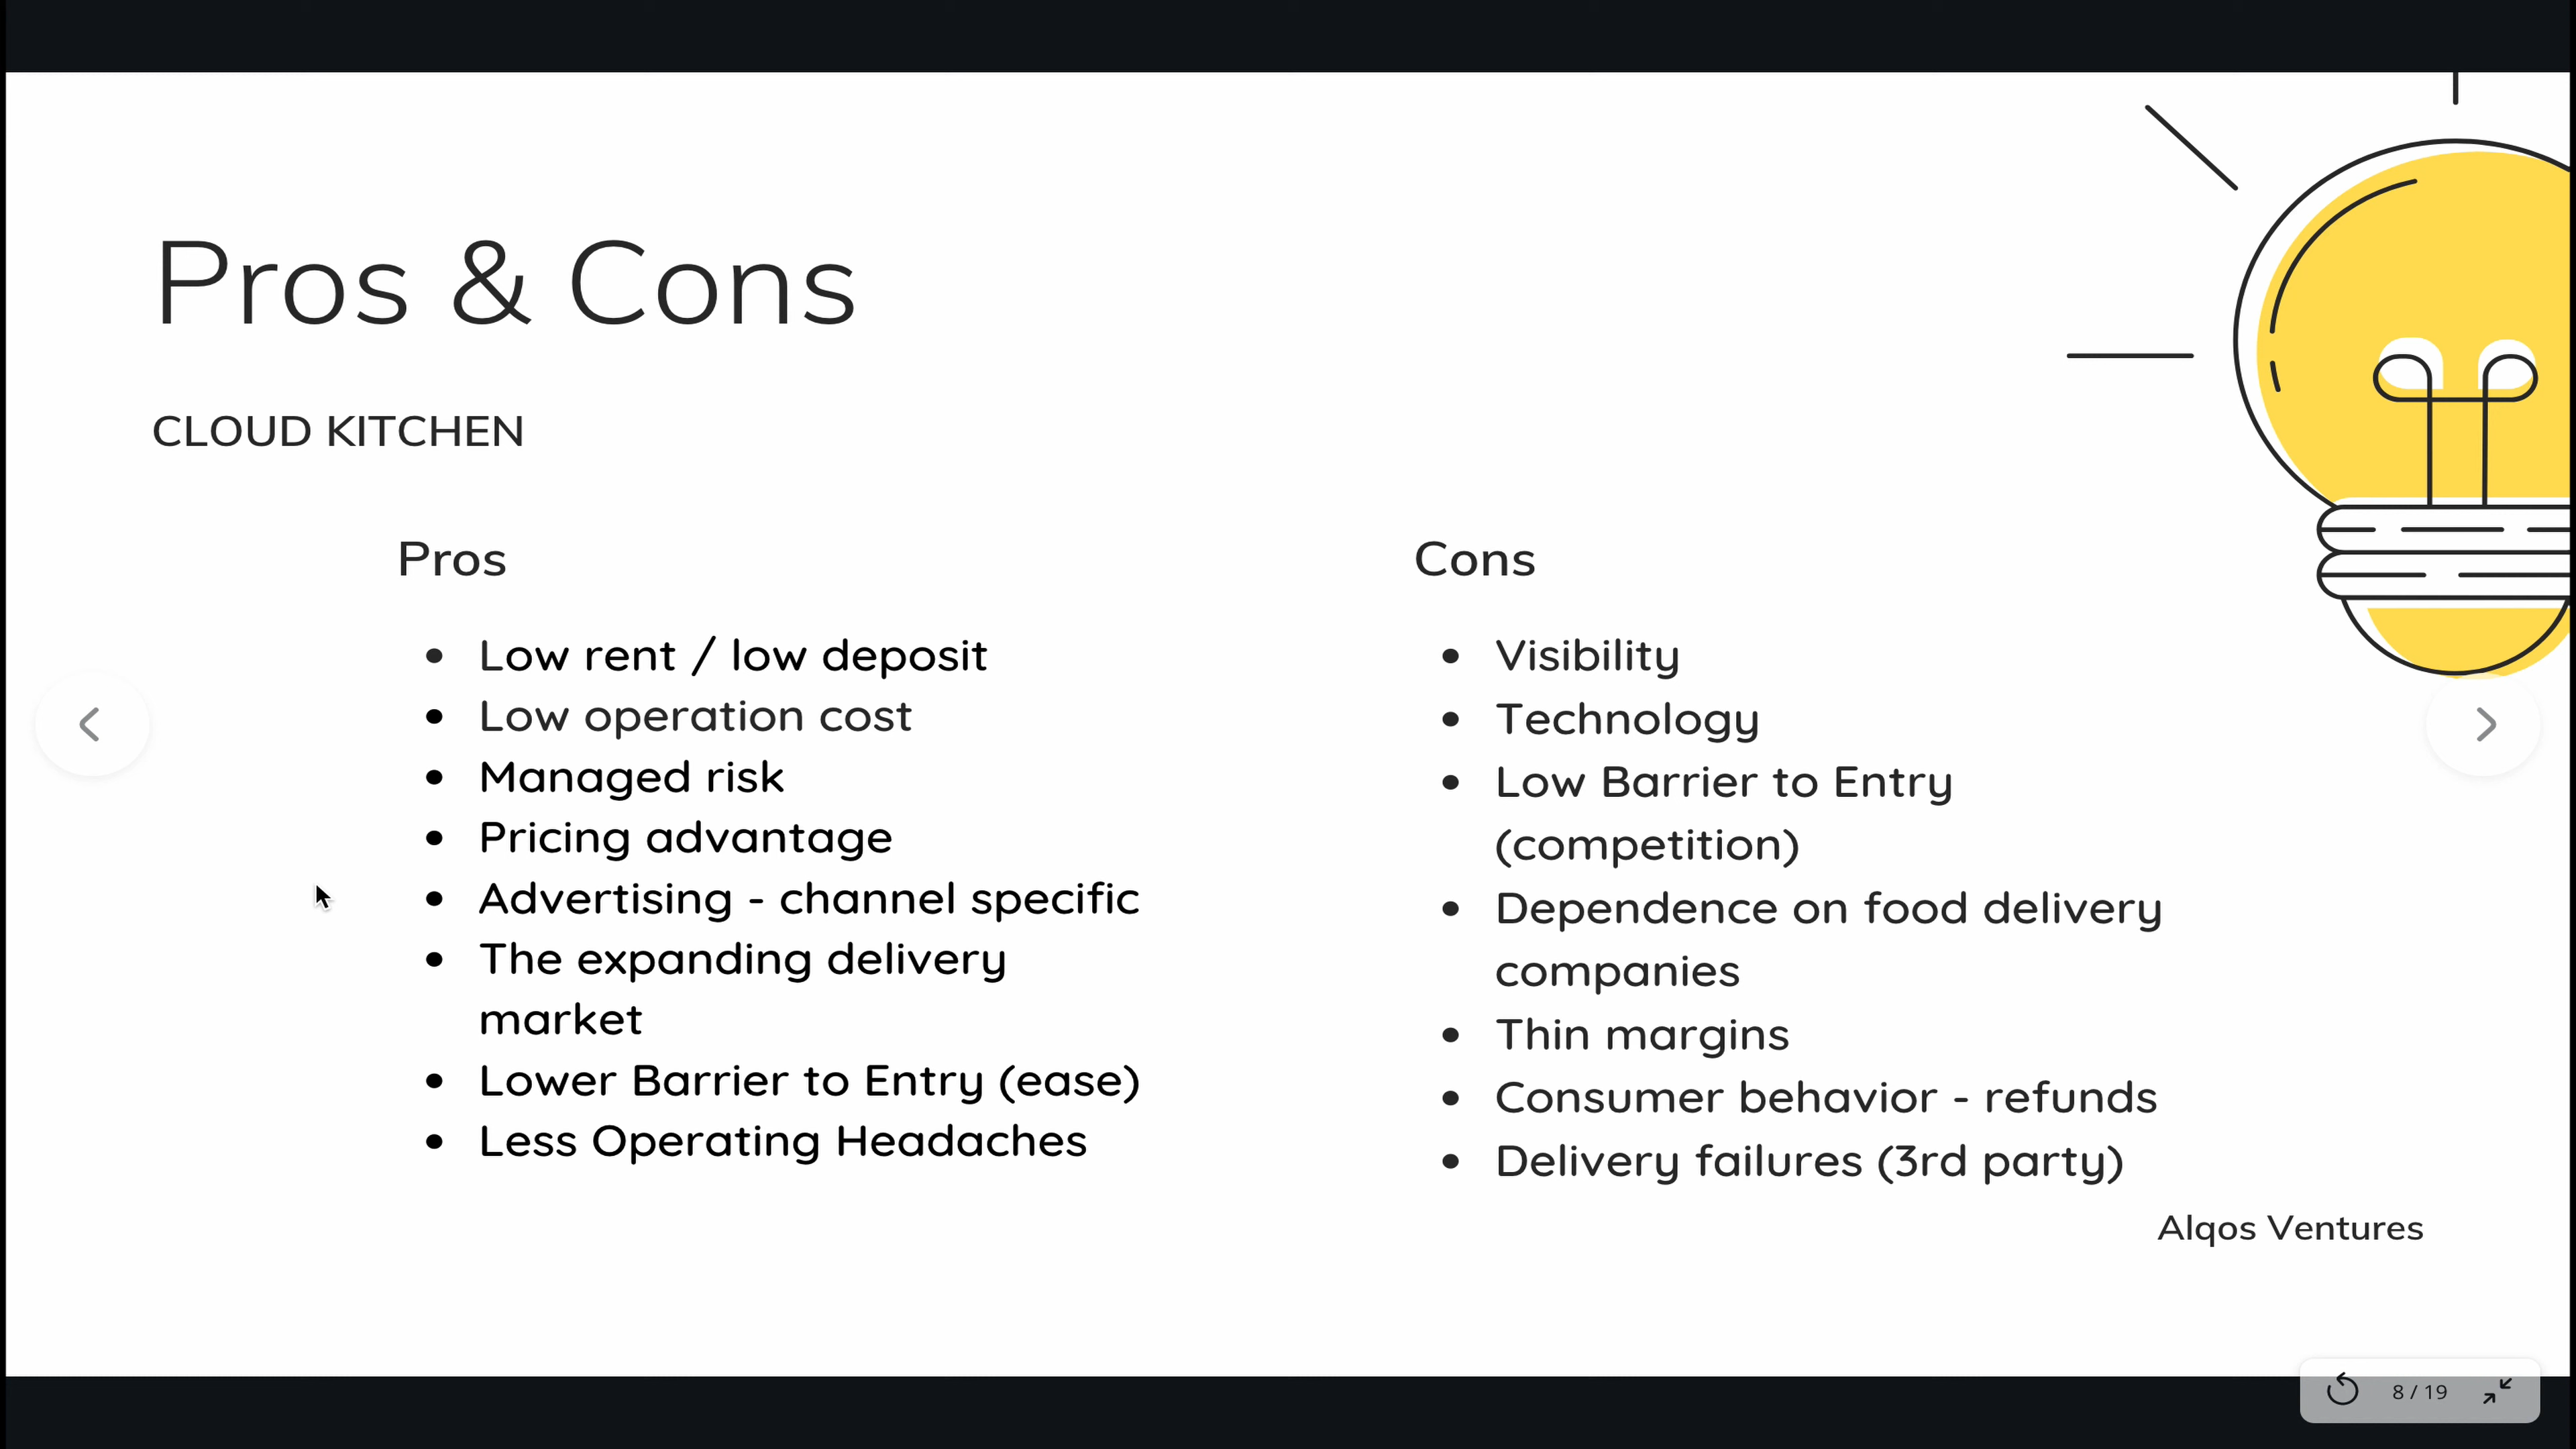 Pros & Cons
CLOUD KITCHEN
Pros
• Low rent / low deposit
• Low operation cost
• Managed risk
• Pricing advantage
• Advertising - channel specific
• The expanding delivery
market
• Lower Barrier to Entry (ease)
• Less Operating Headaches
Cons
• Visibility
• Technology
• Low Barrier to Entry
(competition)
• Dependence on food delivery
companies
• Thin margins
• Consumer behavior - refunds
• Delivery failures (3rd party)
Alqos Ventures
8 / 19